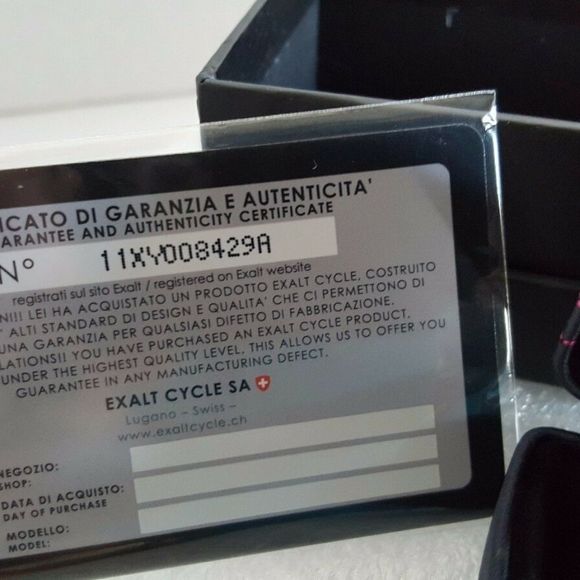 ICATO DI GARANZIA E AUTENTICITA'
ARANTEE AND AUTHENTICITY CERTIFICATE
N° 11XY008429A
registrati sul sito Exalt / registered on Exalt website
NI!!! LEI HA ACQUISTATO UN PRODOTTO EXALT CYCLE, COSTRUITO
' ALTI STANDARD DI DESIGN E QUALITA' CHE CI PERMETTONO DI
UNA GARANZIA PER QUALSIASI DIFETTO DI FABBRICAZIONE.
LATIONS!! YOU HAVE PURCHASED AN EXALT CYCLE PRODUCT,
UNDER THE HIGHEST QUALITY LEVEL, THIS ALLOWS US TO OFFER YOU
GUARANTEE IN ANY MANUFACTURING DEFECT.
EXALT CYCLE SA
Lugano – Swiss –
www.exaltcycle.ch
NEGOZIO:
SHOP:
DATA DI ACQUISTO:
DAY OF PURCHASE
MODELLO:
MODEL: